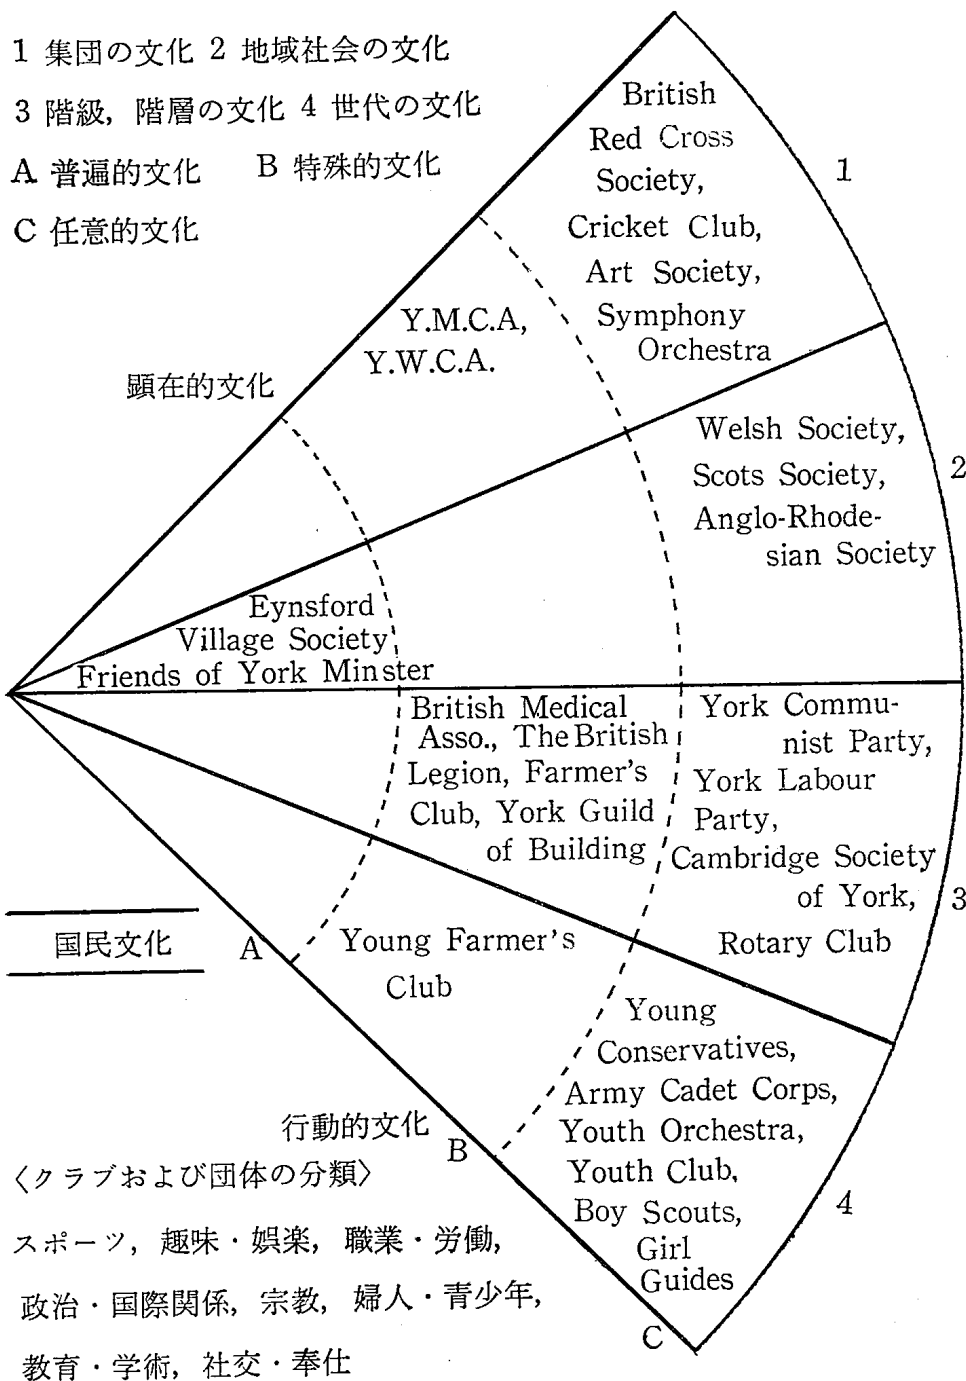 1 集団の文化 2 地域社会の文化
3 階級，階層の文化 4 世代の文化
A 普遍的文化 B 特殊的文化
C 任意的文化
British
Red Cross
Society,
Cricket Club,
Art Society,
Symphony
Orchestra
1
Y.M.C.A,
Y.W.C.A.
顕在的文化
Welsh Society,
Scots Society,
Anglo-Rhode-
sian Society
2
Eynsford
Village Society
Friends of York Minster
British Medical
Asso., The British
Legion, Farmer's
Club, York Guild
of Building
York Commu-
nist Party,
York Labour
Party,
Cambridge Society
of York,
Rotary Club
3
国民文化
A
Young Farmer's
Club
Young
Conservatives,
Army Cadet Corps,
Youth Orchestra,
Youth Club,
Boy Scouts,
Girl
Guides
4
行動的文化
B
C
〈クラブおよび団体の分類〉
スポーツ，趣味・娯楽，職業・労働，
政治・国際関係，宗教，婦人・青少年，
教育・学術，社交・奉仕